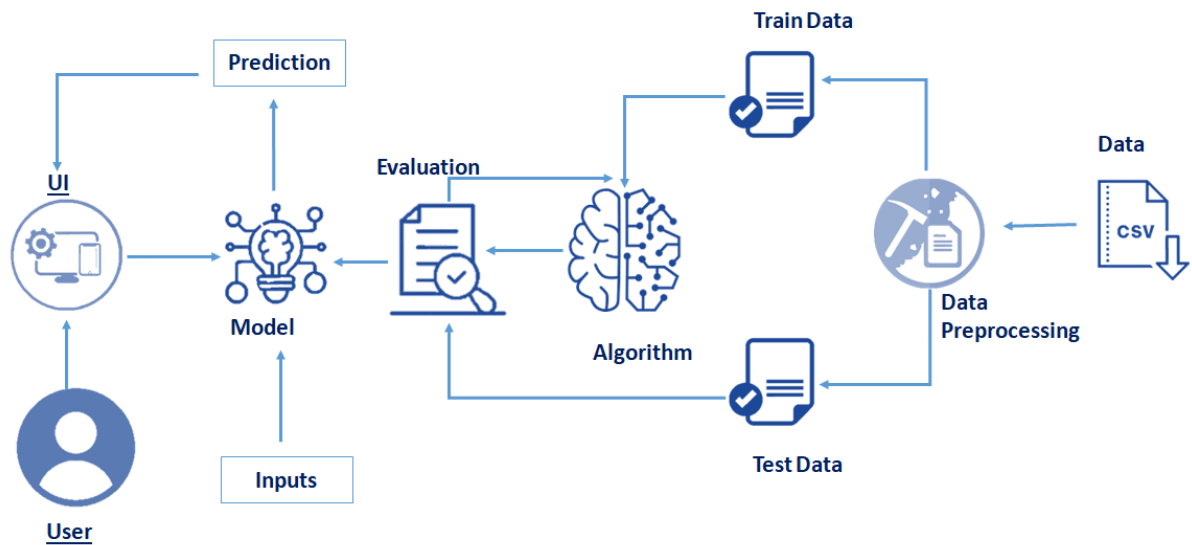 Train Data
Prediction
Data
Evaluation
UI
CSV
Data
Preprocessing
Model
Algorithm
Test Data
Inputs
User